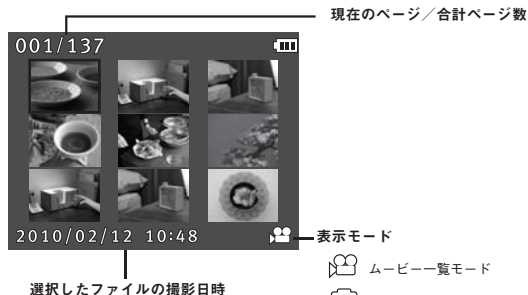 現在のページ／合計ページ数
001/137
2010/02/12 10:48
表示モード
ムービー一覧モード
選択したファイルの撮影日時